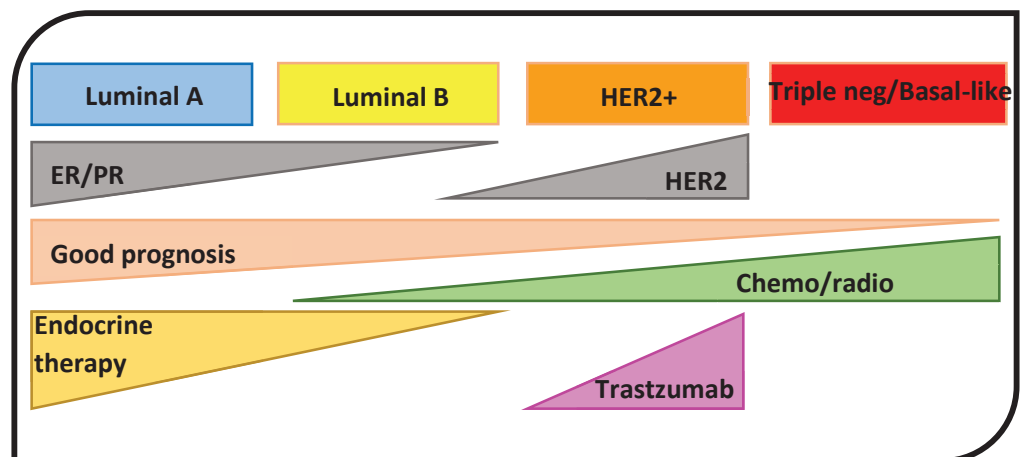 Luminal A
Luminal B
HER2+
Triple neg/Basal-like
ER/PR
HER2
Good prognosis
Chemo/radio
Endocrine
therapy
Trastzumab